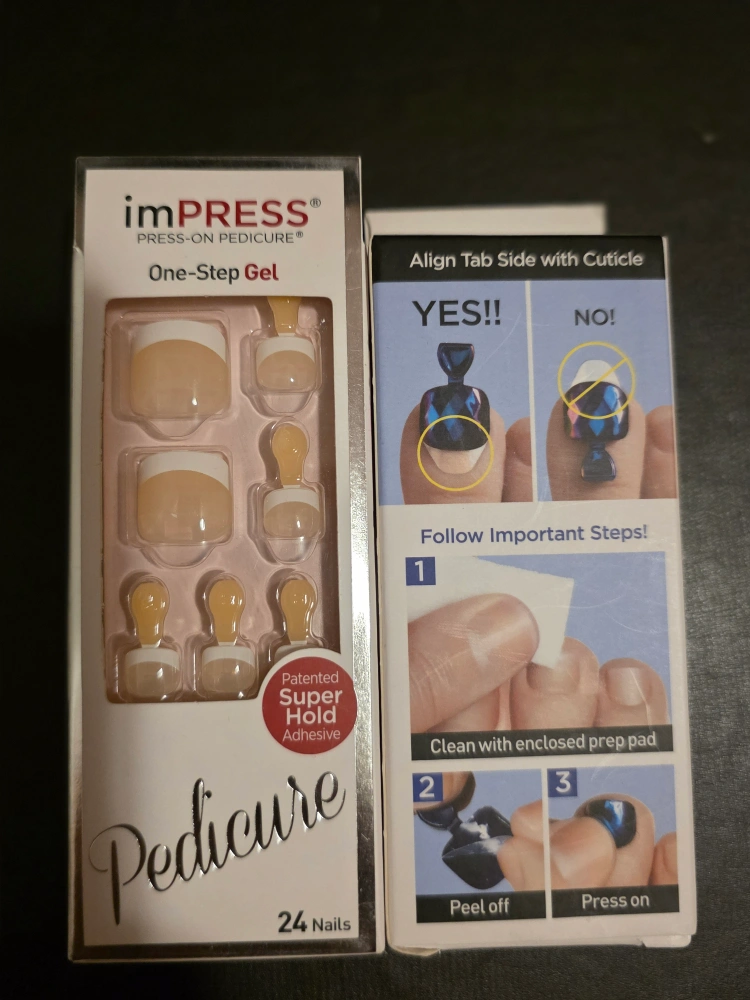 imPRESS®
PRESS-ON PEDICURE®
One-Step Gel
Patented
Super
Hold
Adhesive
Pedicure
24 Nails
Align Tab Side with Cuticle
YES!!
NO!
Follow Important Steps!
1
Clean with enclosed prep pad
2
Peel off
3
Press on